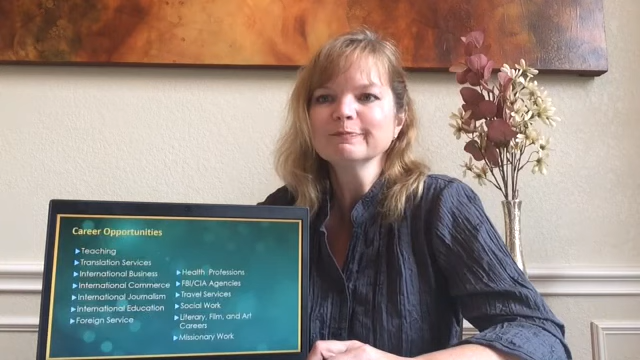 Career Opportunities
Teaching
Translation Services
International Business
International Commerce
International Journalism
International Education
Foreign Service
Health Professions
FBI/CIA Agencies
Travel Services
Social Work
Literary, Film, and Art
Careers
Missionary Work